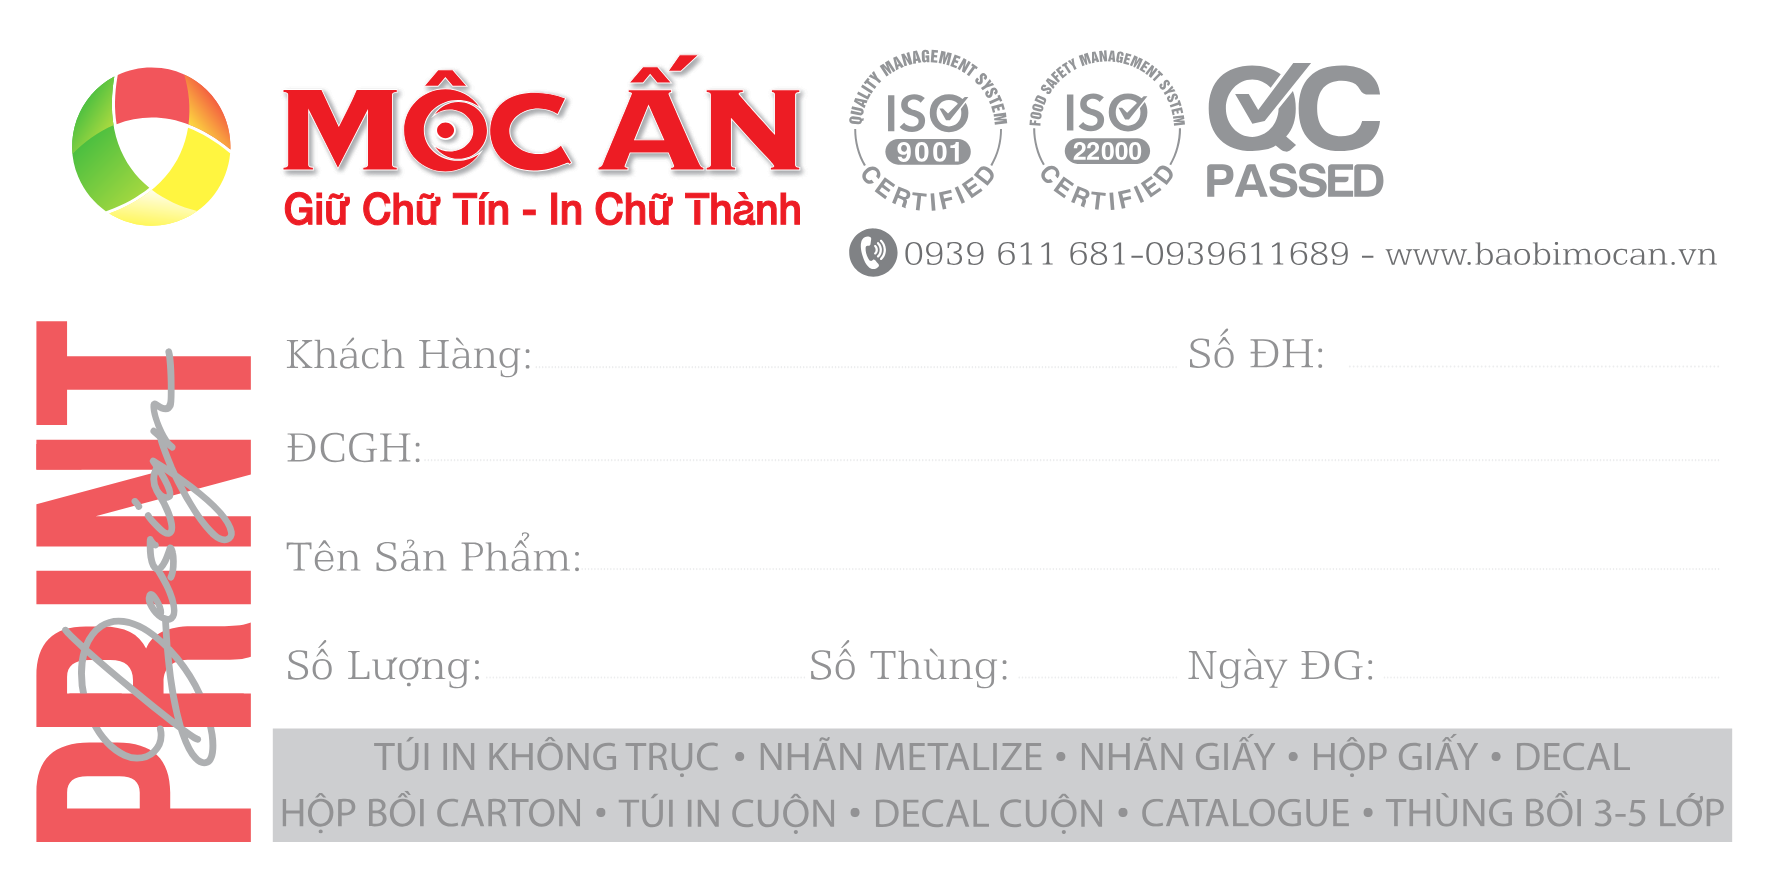 MỘC ẤN
Giữ Chữ Tín - In Chữ Thành
QUALITY MANAGEMENT SYSTEM
ISO
9001
CERTIFIED
FOOD SAFETY MANAGEMENT SYSTEM
ISO
22000
CERTIFIED
QC
PASSED
0939 611 681-0939611689 - www.baobimocan.vn
PRINT
Design
Khách Hàng: Số ĐH:
ĐCGH:
Tên Sản Phẩm:
Số Lượng: Số Thùng: Ngày ĐG:
TÚI IN KHÔNG TRỤC • NHÃN METALIZE • NHÃN GIẤY • HỘP GIẤY • DECAL
HỘP BỒI CARTON • TÚI IN CUỘN • DECAL CUỘN • CATALOGUE • THÙNG BỒI 3-5 LỚP